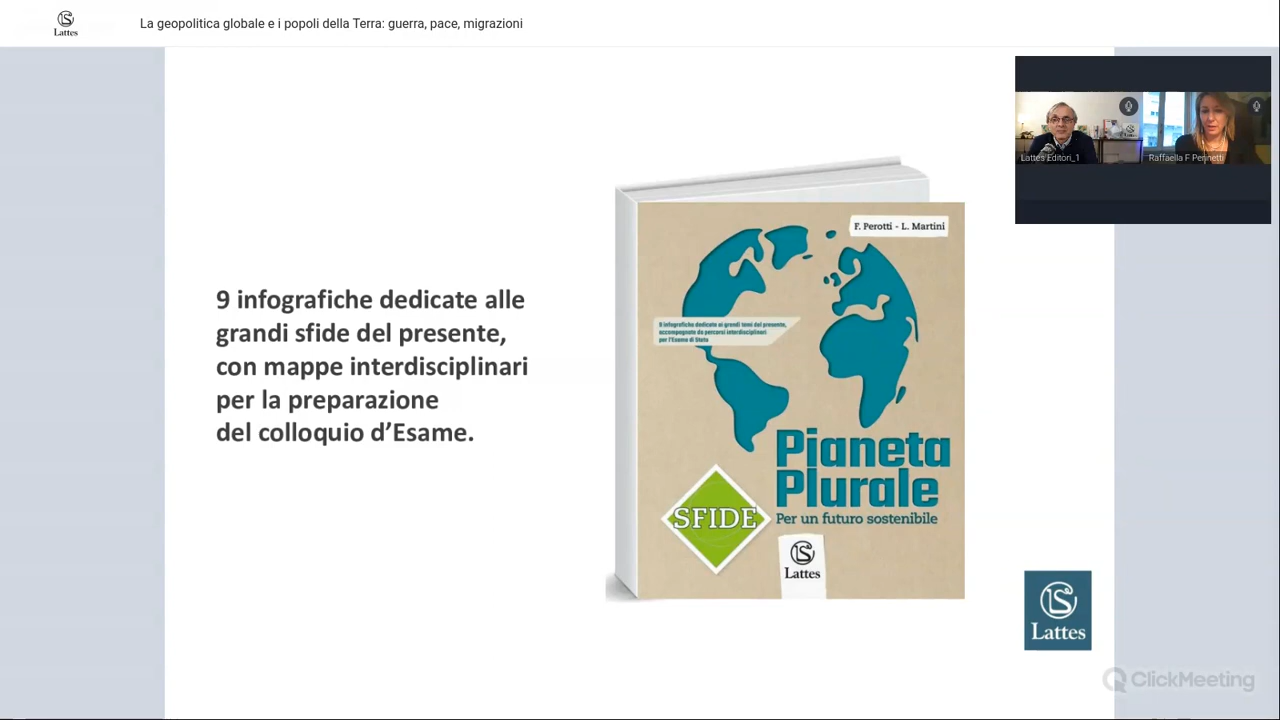 Lattes
La geopolitica globale e i popoli della Terra: guerra, pace, migrazioni
Lattes Editori_1
Raffaella F Perinetti
9 infografiche dedicate alle
grandi sfide del presente,
con mappe interdisciplinari
per la preparazione
del colloquio d’Esame.
F. Perotti - L. Martini
9 infografiche dedicate ai grandi temi del presente,
accompagnate da percorsi interdisciplinari
per l'Esame di Stato
Pianeta
Plurale
SFIDE
Per un futuro sostenibile
Lattes
Lattes
ClickMeeting